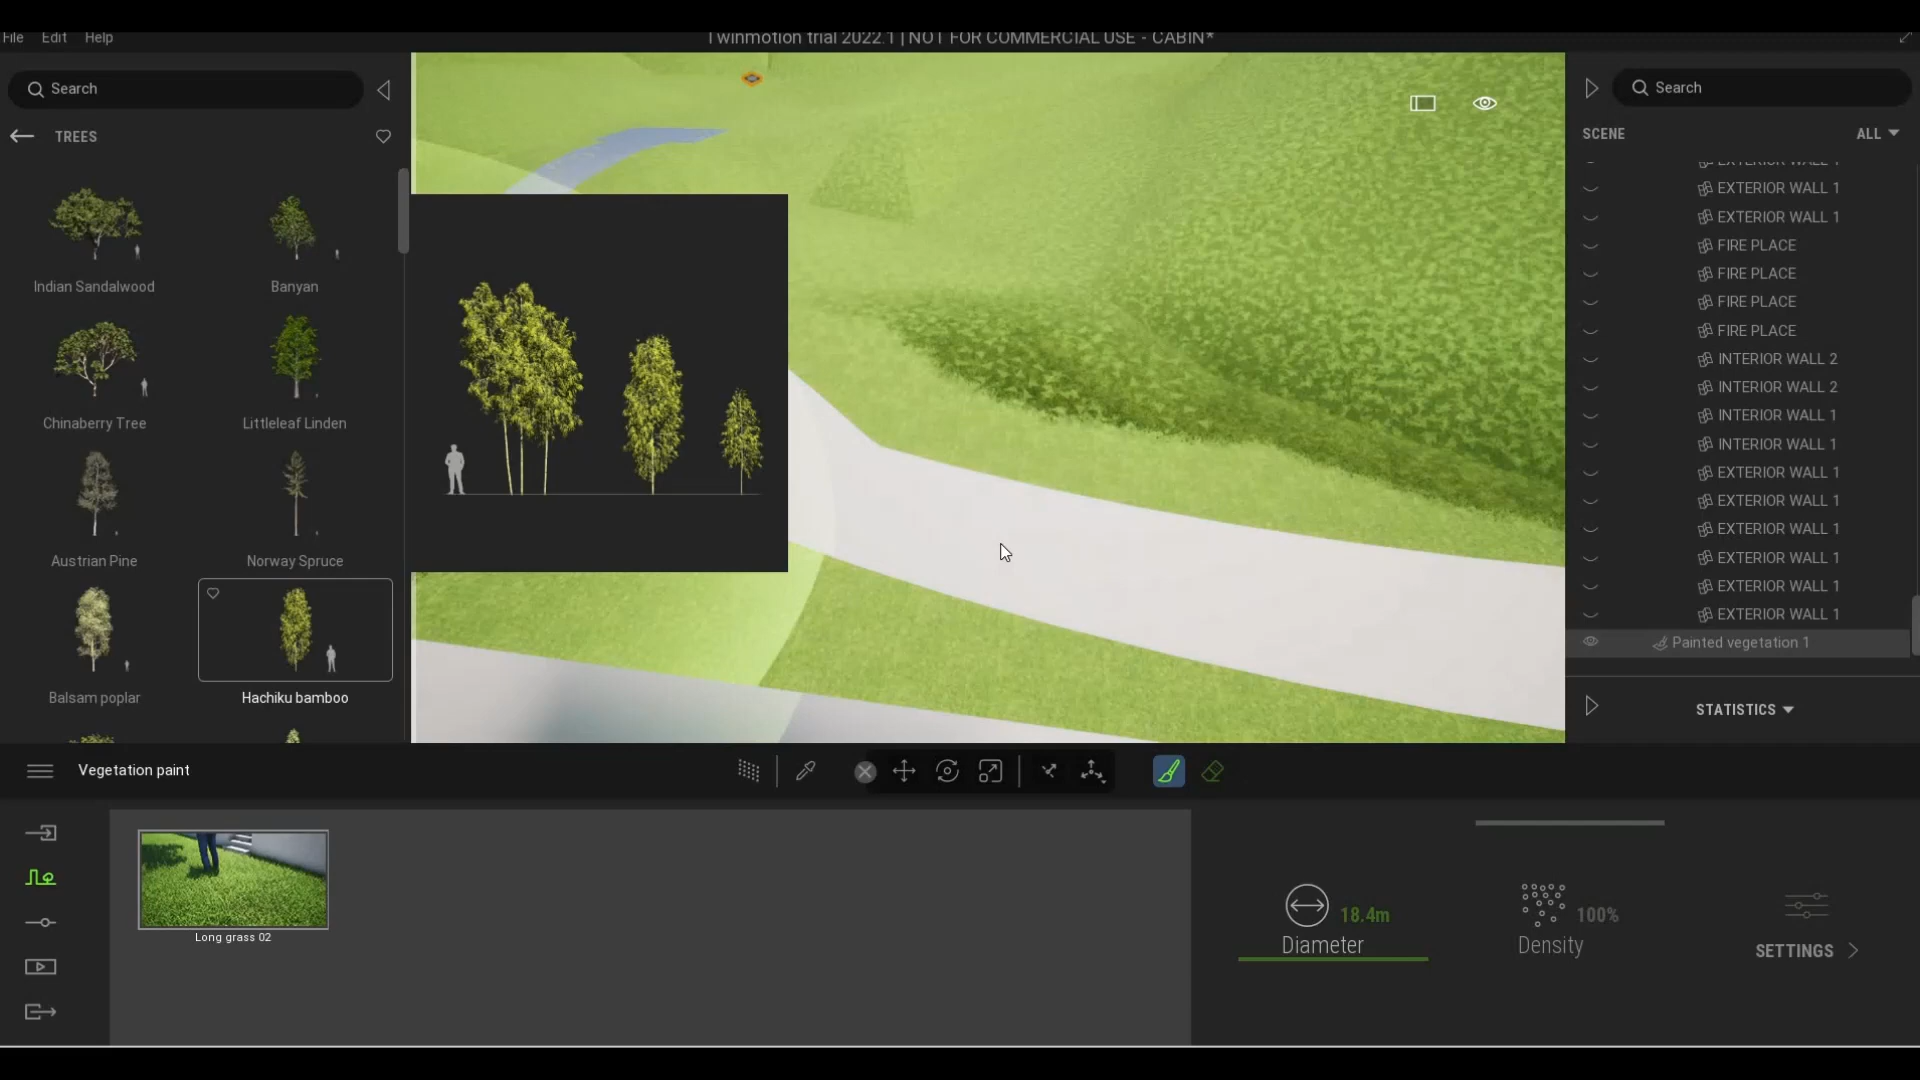 File Edit Help
Twinmotion trial 2022.1 | NOT FOR COMMERCIAL USE - CABIN*
Search
TREES
Indian Sandalwood
Banyan
Chinaberry Tree
Littleleaf Linden
Austrian Pine
Norway Spruce
Balsam poplar
Hachiku bamboo
Search
SCENE
ALL
EXTERIOR WALL 1
EXTERIOR WALL 1
EXTERIOR WALL 1
FIRE PLACE
FIRE PLACE
FIRE PLACE
FIRE PLACE
INTERIOR WALL 2
INTERIOR WALL 2
INTERIOR WALL 1
INTERIOR WALL 1
EXTERIOR WALL 1
EXTERIOR WALL 1
EXTERIOR WALL 1
EXTERIOR WALL 1
EXTERIOR WALL 1
EXTERIOR WALL 1
Painted vegetation 1
STATISTICS
Vegetation paint
Long grass 02
18.4m
Diameter
100%
Density
SETTINGS